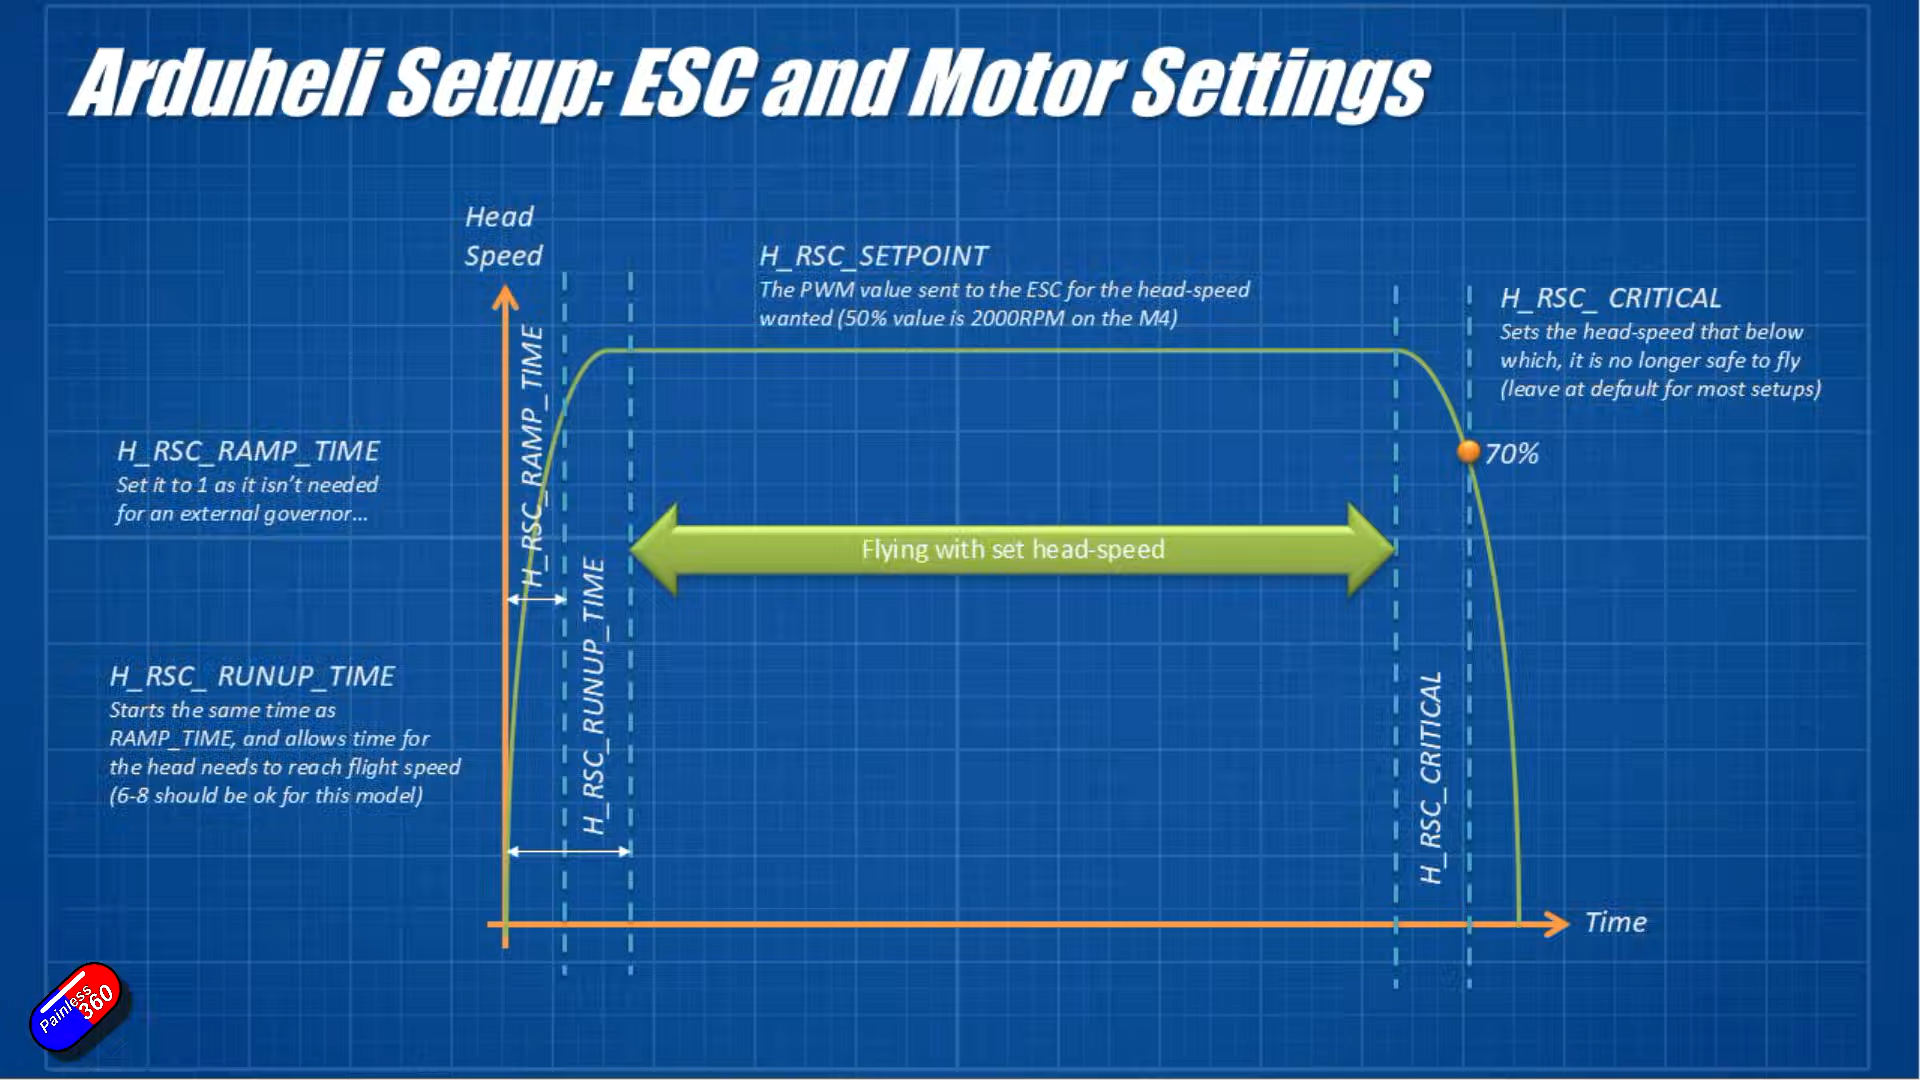 Arduheli Setup: ESC and Motor Settings
Head
Speed
H_RSC_SETPOINT
The PWM value sent to the ESC for the head-speed
wanted (50% value is 2000RPM on the M4)
H_RSC_ CRITICAL
Sets the head-speed that below
which, it is no longer safe to fly
(leave at default for most setups)
H_RSC_RAMP_TIME
70%
H_RSC_RAMP_TIME
Set it to 1 as it isn't needed
for an external governor...
Flying with set head-speed
H_RSC_RUNUP_TIME
H_RSC_ RUNUP_TIME
Starts the same time as
RAMP_TIME, and allows time for
the head needs to reach flight speed
(6-8 should be ok for this model)
H_RSC_CRITICAL
Time
Painless
360